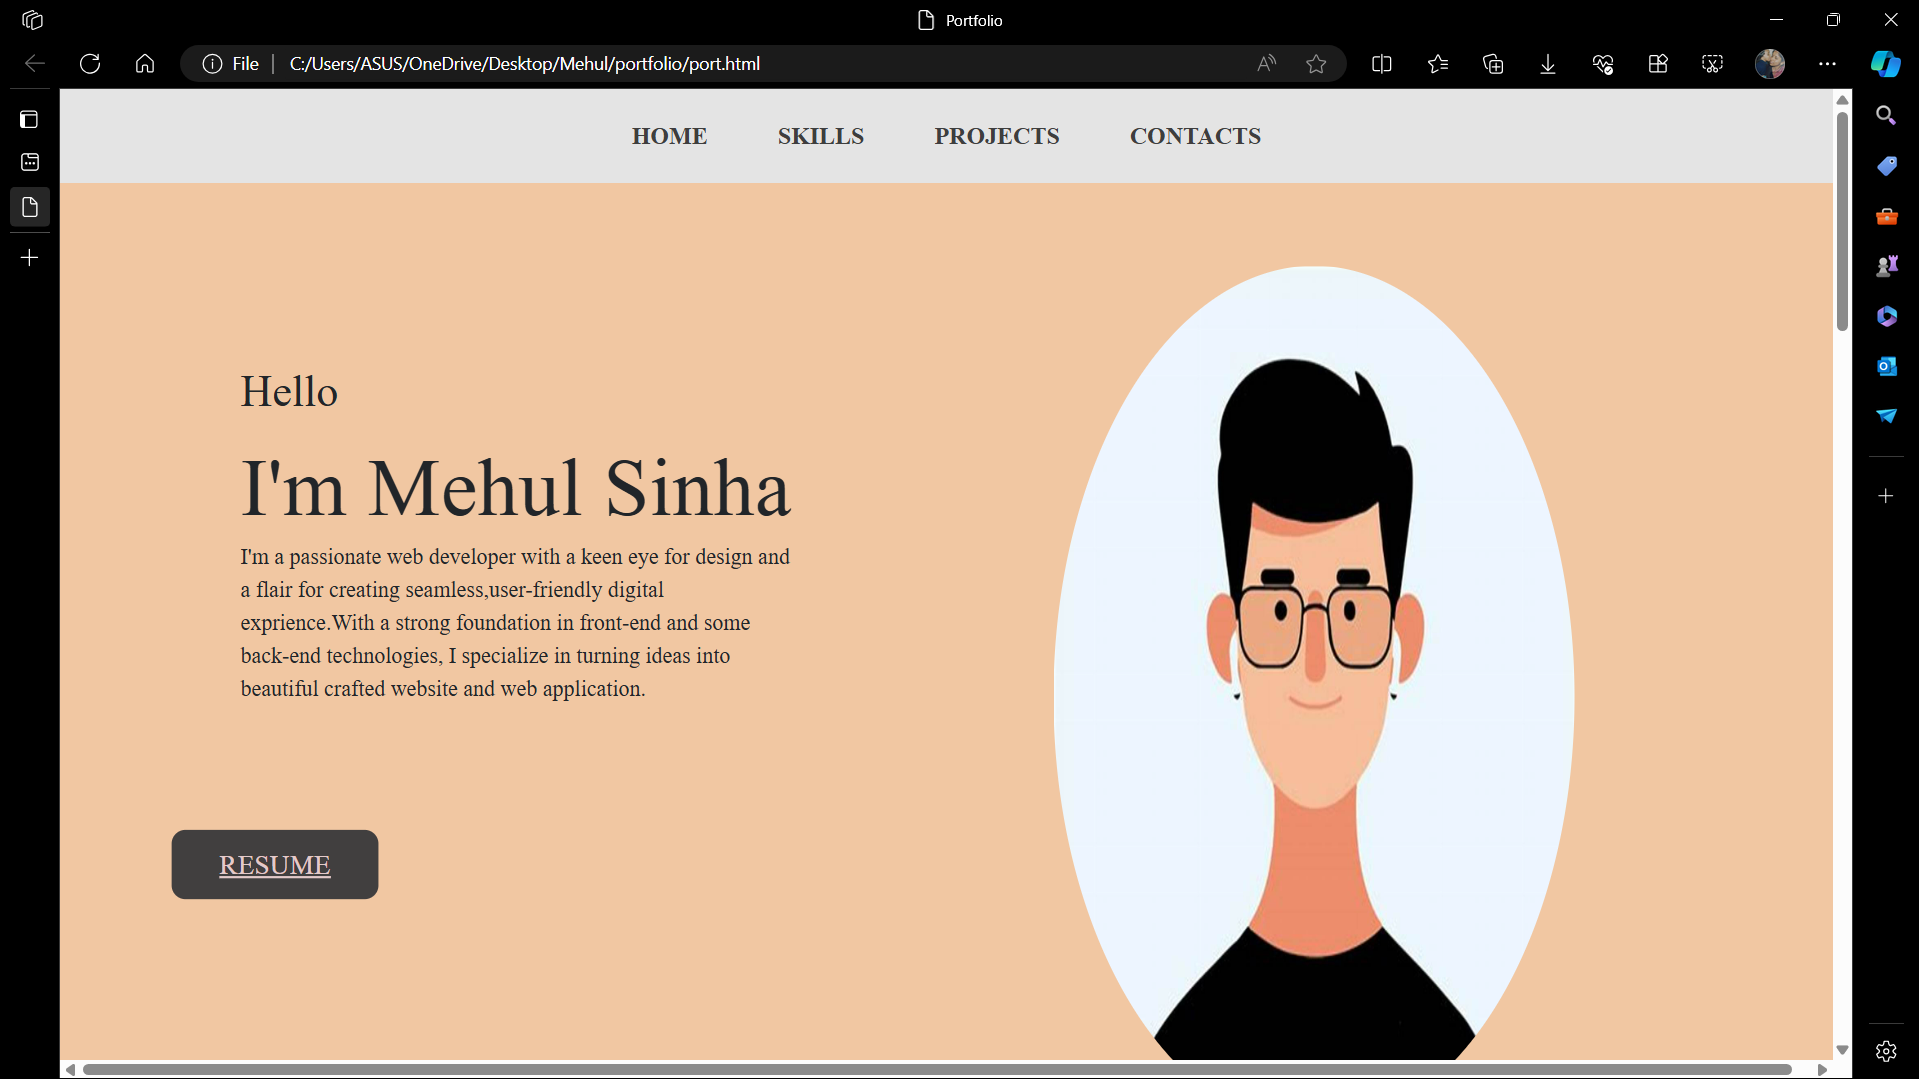 Portfolio
File
C:/Users/ASUS/OneDrive/Desktop/Mehul/portfolio/port.html
HOME SKILLS PROJECTS CONTACTS
Hello
I'm Mehul Sinha
I'm a passionate web developer with a keen eye for design and
a flair for creating seamless,user-friendly digital
exprience.With a strong foundation in front-end and some
back-end technologies, I specialize in turning ideas into
beautiful crafted website and web application.
RESUME